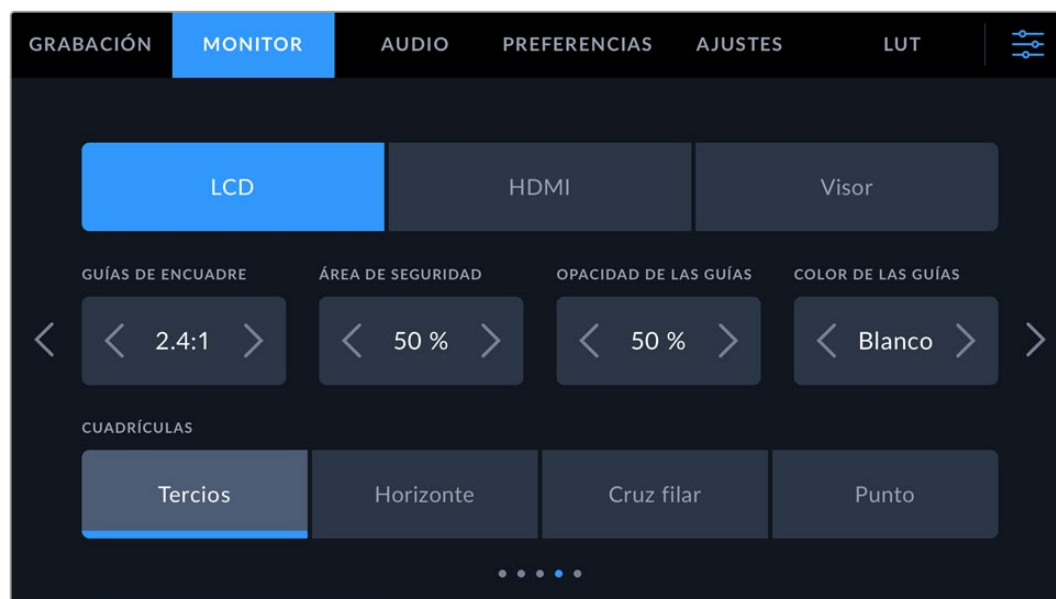 GRABACIÓN MONITOR AUDIO PREFERENCIAS AJUSTES LUT
LCD HDMI Visor
GUÍAS DE ENCUADRE ÁREA DE SEGURIDAD OPACIDAD DE LAS GUÍAS COLOR DE LAS GUÍAS
2.4:1 50 % 50 % Blanco
CUADRÍCULAS
Tercios Horizonte Cruz filar Punto